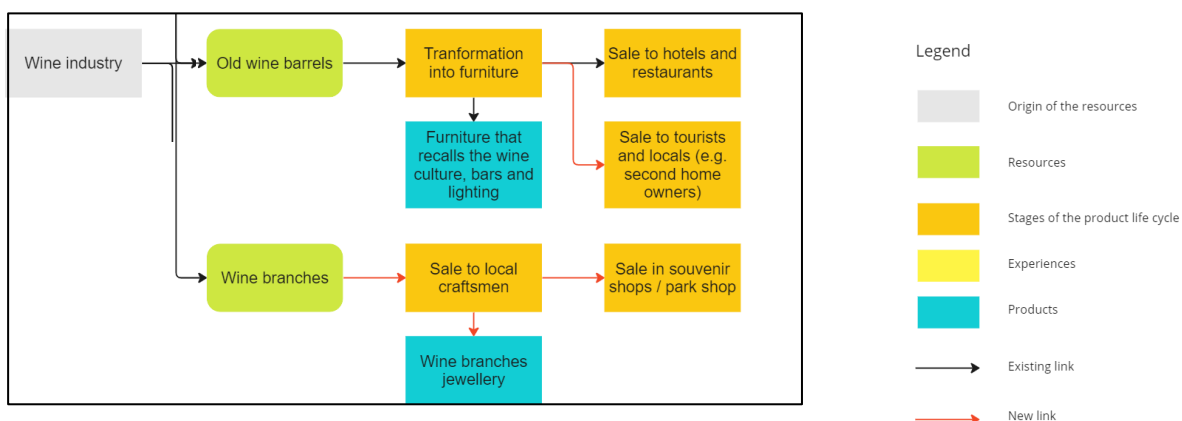 Wine industry
Old wine barrels
Tranformation
into furniture
Sale to hotels and
restaurants
Furniture that
recalls the wine
culture, bars and
lighting
Sale to tourists
and locals (e.g.
second home
owners)
Wine branches
Sale to local
craftsmen
Sale in souvenir
shops / park shop
Wine branches
jewellery
Legend
Origin of the resources
Resources
Stages of the product life cycle
Experiences
Products
Existing link
New link